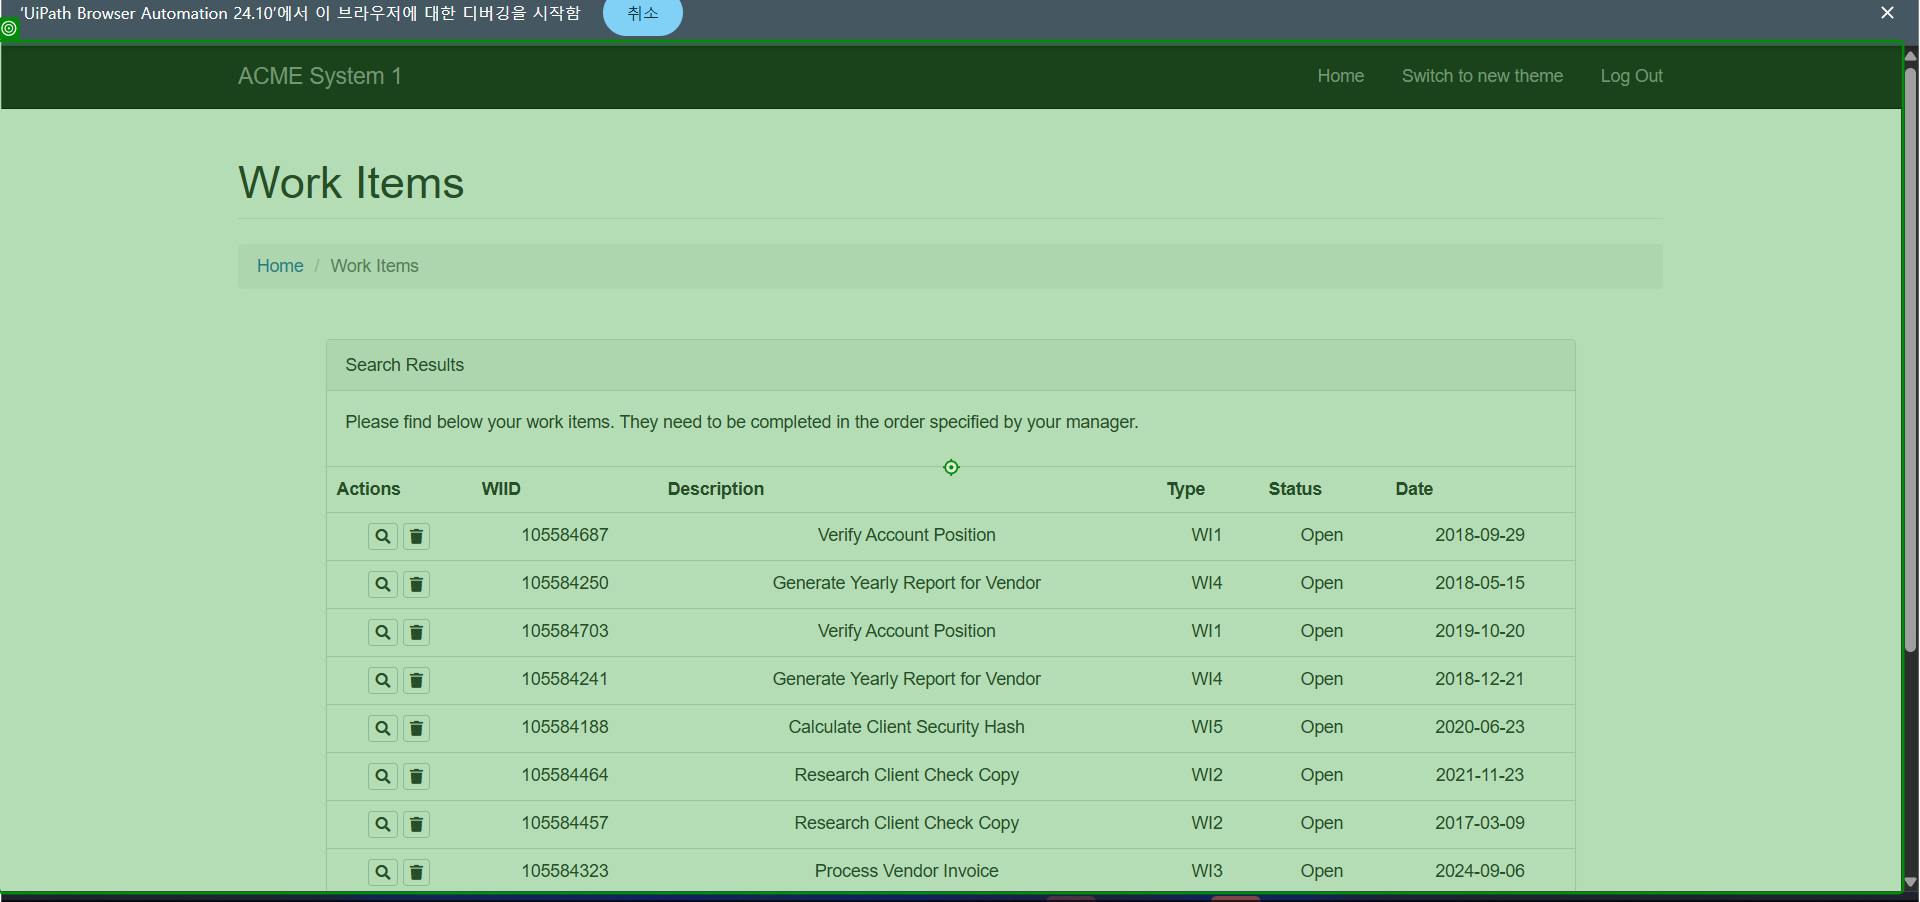 'UiPath Browser Automation 24.10'에서 이 브라우저에 대한 디버깅을 시작함 취소
ACME System 1 Home Switch to new theme Log Out
Work Items
Home / Work Items
Search Results
Please find below your work items. They need to be completed in the order specified by your manager.
Actions WIID Description Type Status Date
105584687 Verify Account Position WI1 Open 2018-09-29
105584250 Generate Yearly Report for Vendor WI4 Open 2018-05-15
105584703 Verify Account Position WI1 Open 2019-10-20
105584241 Generate Yearly Report for Vendor WI4 Open 2018-12-21
105584188 Calculate Client Security Hash WI5 Open 2020-06-23
105584464 Research Client Check Copy WI2 Open 2021-11-23
105584457 Research Client Check Copy WI2 Open 2017-03-09
105584323 Process Vendor Invoice WI3 Open 2024-09-06